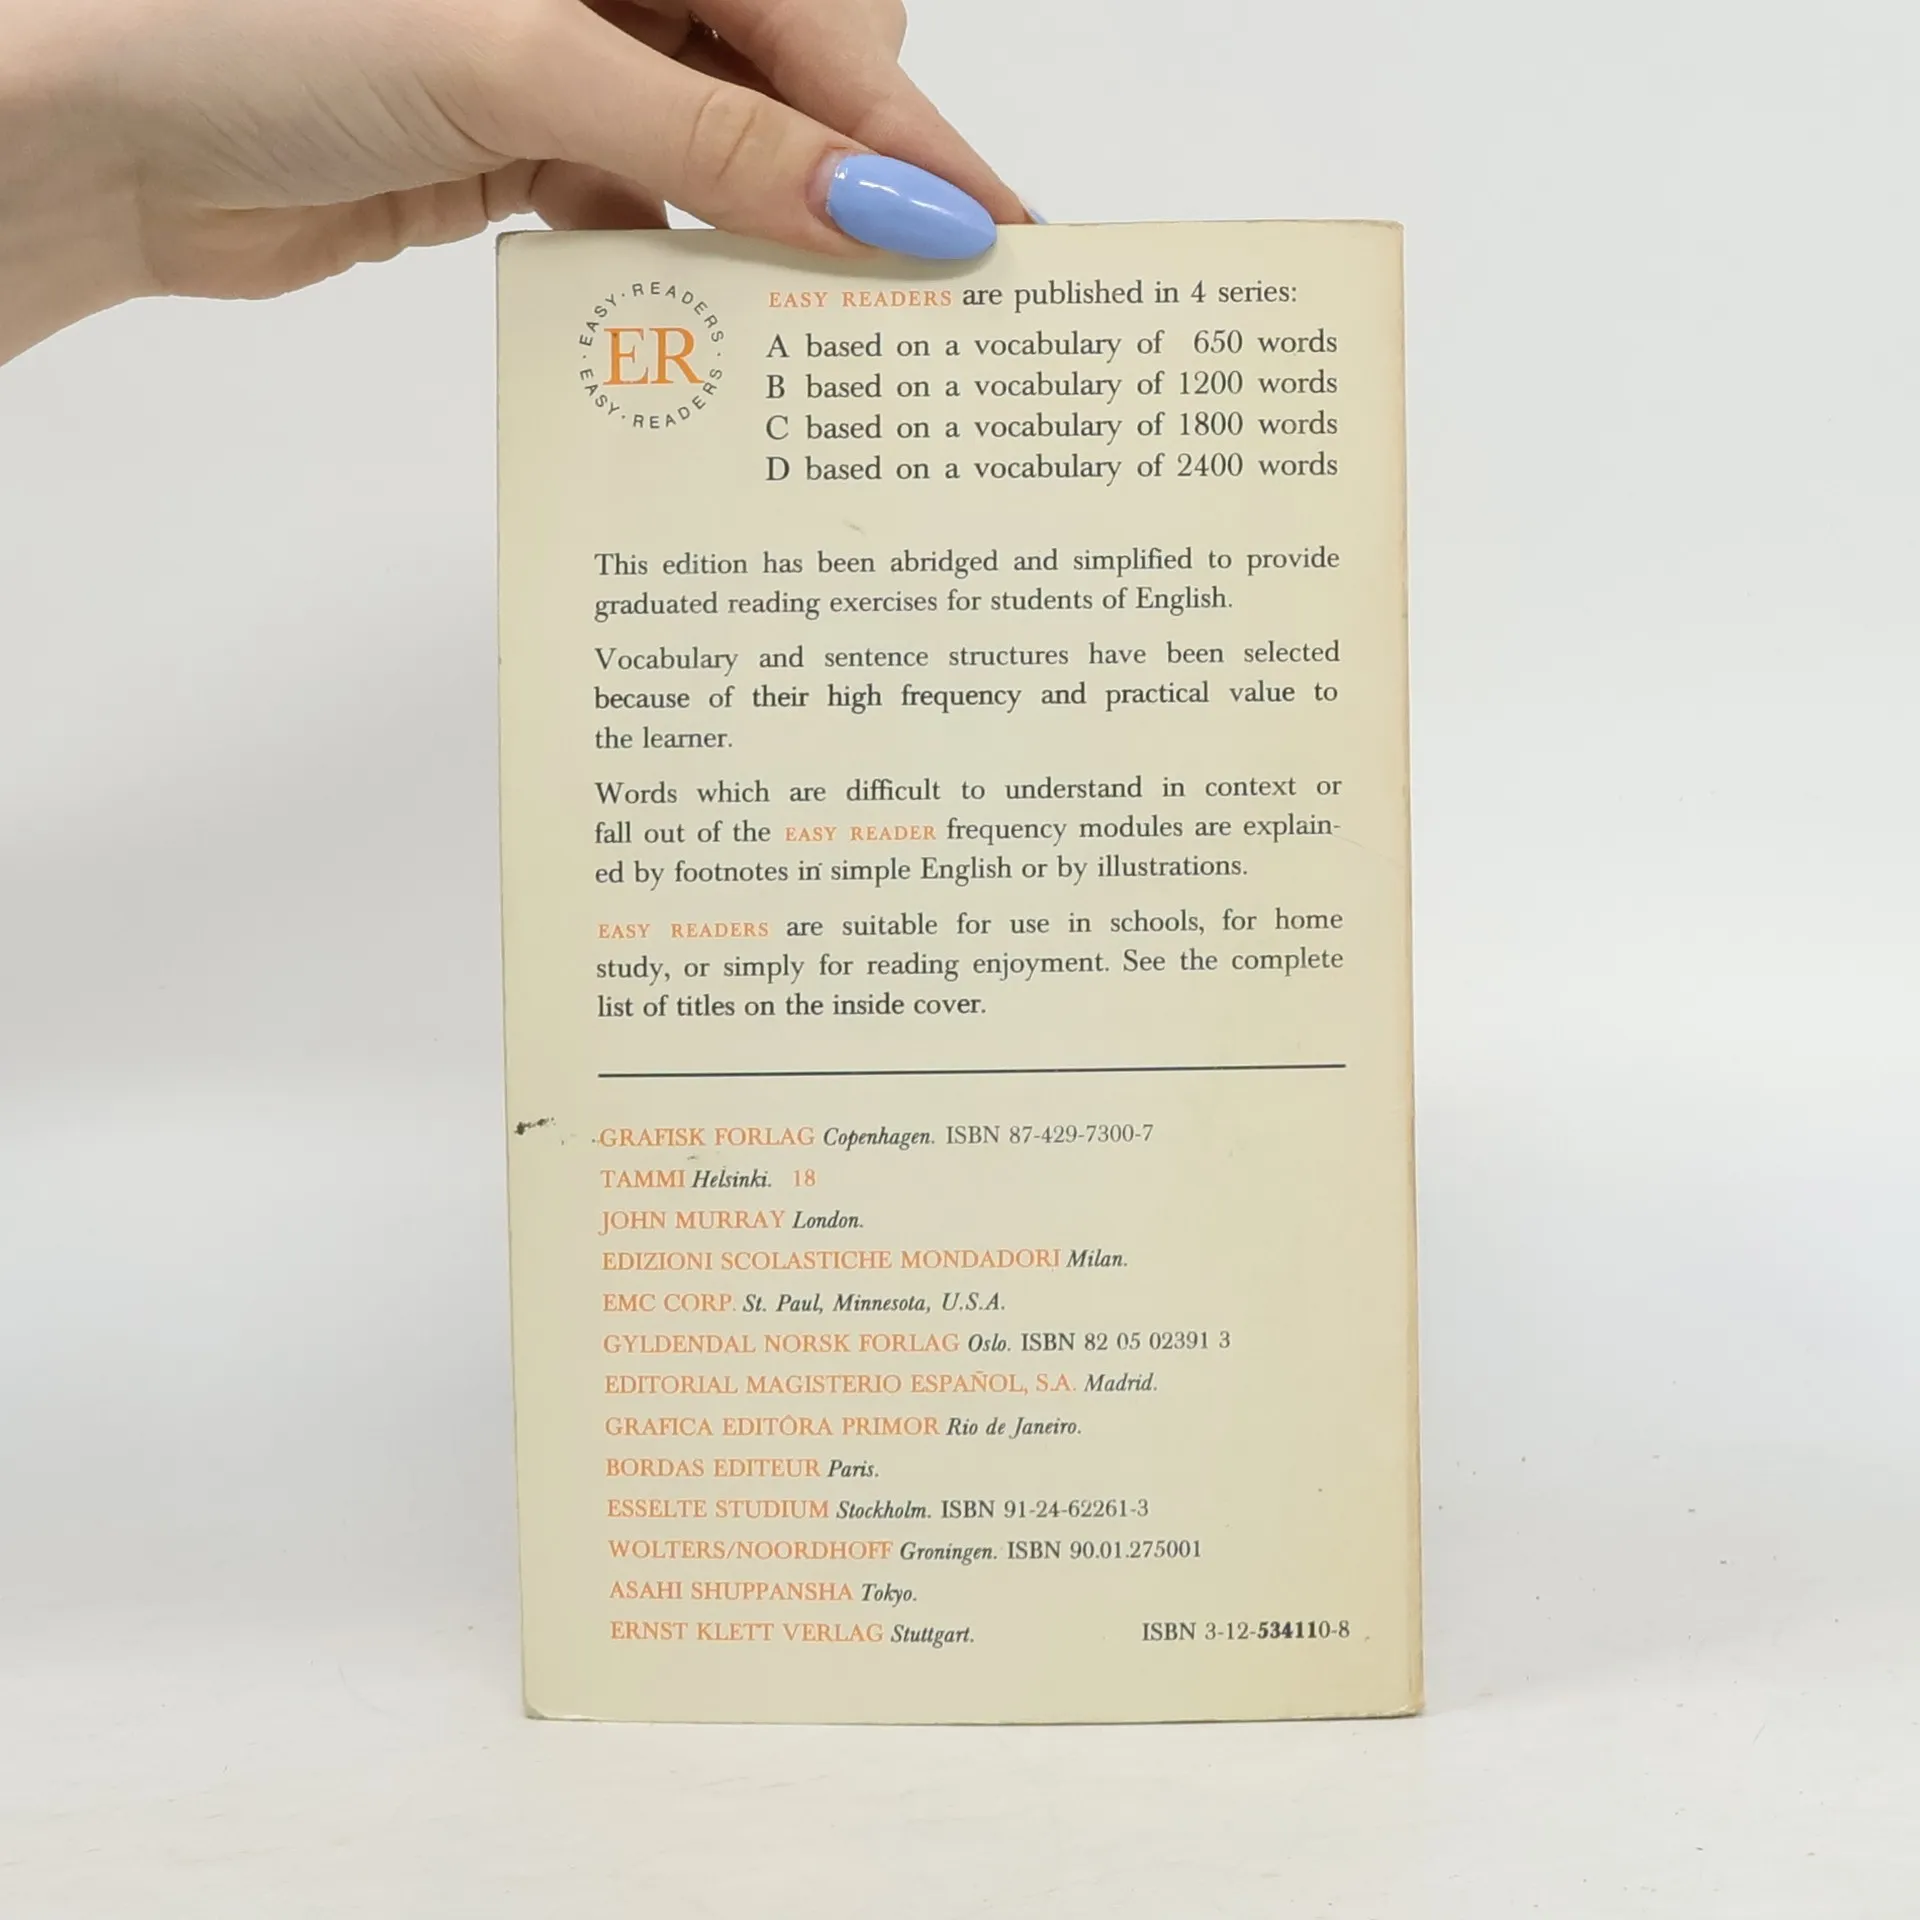 EASY · READERS · EASY · READERS ·
ER
EASY READERS are published in 4 series:
A based on a vocabulary of 650 words
B based on a vocabulary of 1200 words
C based on a vocabulary of 1800 words
D based on a vocabulary of 2400 words
This edition has been abridged and simplified to provide
graduated reading exercises for students of English.
Vocabulary and sentence structures have been selected
because of their high frequency and practical value to
the learner.
Words which are difficult to understand in context or
fall out of the EASY READER frequency modules are explain-
ed by footnotes in simple English or by illustrations.
EASY READERS are suitable for use in schools, for home
study, or simply for reading enjoyment. See the complete
list of titles on the inside cover.
GRAFISK FORLAG Copenhagen. ISBN 87-429-7300-7
TAMMI Helsinki. 18
JOHN MURRAY London.
EDIZIONI SCOLASTICHE MONDADORI Milan.
EMC CORP. St. Paul, Minnesota, U.S.A.
GYLDENDAL NORSK FORLAG Oslo. ISBN 82 05 02391 3
EDITORIAL MAGISTERIO ESPAÑOL, S.A. Madrid.
GRAFICA EDITÔRA PRIMOR Rio de Janeiro.
BORDAS EDITEUR Paris.
ESSELTE STUDIUM Stockholm. ISBN 91-24-62261-3
WOLTERS/NOORDHOFF Groningen. ISBN 90.01.275001
ASAHI SHUPPANSHA Tokyo.
ERNST KLETT VERLAG Stuttgart. ISBN 3-12-534110-8